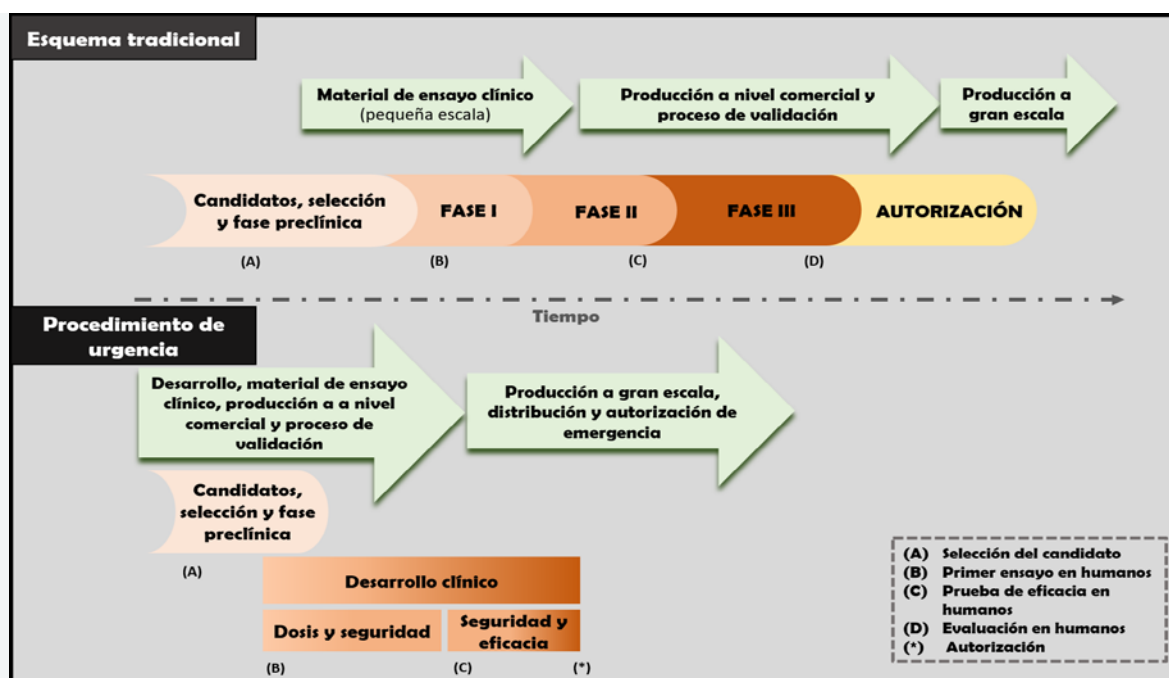 Esquema tradicional
Material de ensayo clínico
(pequeña escala)
Producción a nivel comercial y
proceso de validación
Producción a
gran escala
Candidatos, selección
y fase preclínica
FASE I
FASE II
FASE III
AUTORIZACIÓN
(A)
(B)
(C)
(D)
Tiempo
Procedimiento de
urgencia
Desarrollo, material de ensayo
clínico, producción a a nivel
comercial y proceso de
validación
Producción a gran escala,
distribución y autorización de
emergencia
Candidatos,
selección y fase
preclínica
(A)
Desarrollo clínico
Dosis y seguridad
Seguridad y
eficacia
(B)
(C)
(*)
(A) Selección del candidato
(B) Primer ensayo en humanos
(C) Prueba de eficacia en
humanos
(D) Evaluación en humanos
(*) Autorización